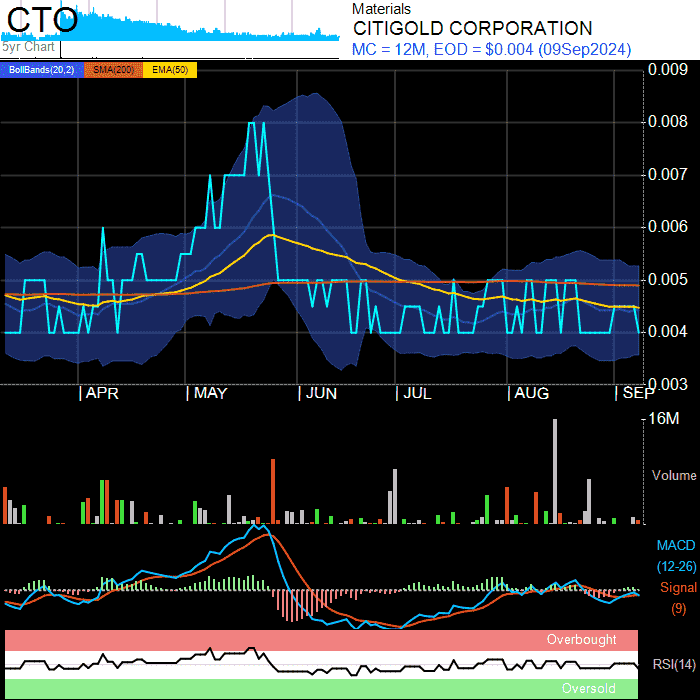 CTO
5yr Chart
Materials
CITIGOLD CORPORATION
MC = 12M, EOD = $0.004 (09Sep2024)
BollBands(20,2) SMA(200) EMA(50)
0.009
0.008
0.007
0.006
0.005
0.004
0.003
APR MAY JUN JUL AUG SEP
16M
Volume
MACD
(12-26)
Signal
(9)
Overbought
RSI(14)
Oversold